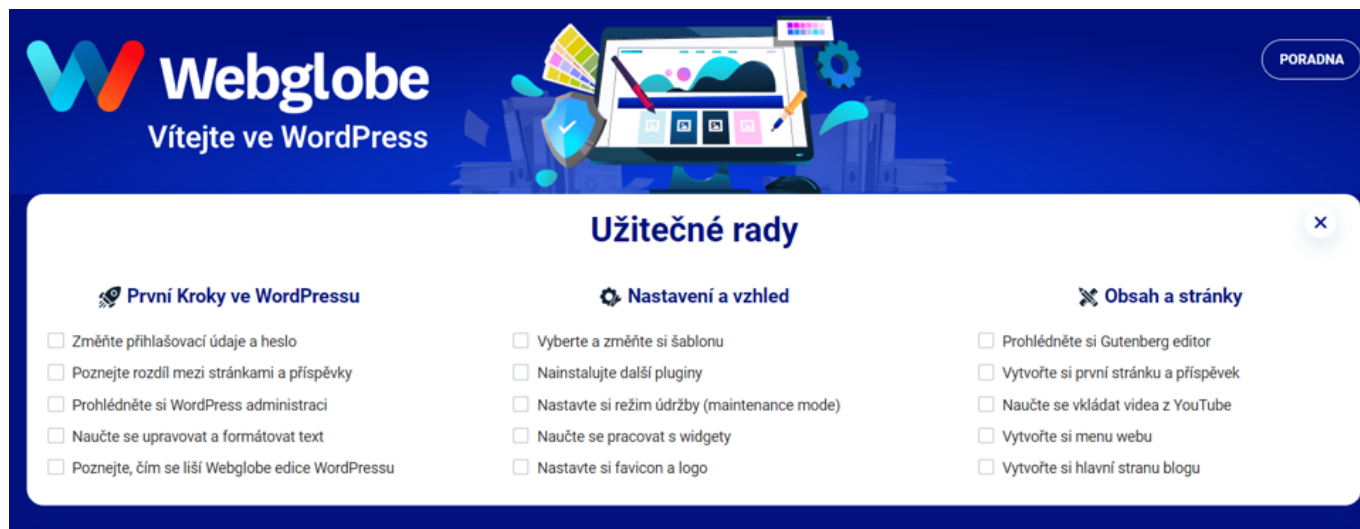 Webglobe
Vítejte ve WordPress
PORADNA
Užitečné rady
První Kroky ve WordPressu
Změňte přihlašovací údaje a heslo
Poznejte rozdíl mezi stránkami a příspěvky
Prohlédněte si WordPress administraci
Naučte se upravovat a formátovat text
Poznejte, čím se liší Webglobe edice WordPressu
Nastavení a vzhled
Vyberte a změňte si šablonu
Nainstalujte další pluginy
Nastavte si režim údržby (maintenance mode)
Naučte se pracovat s widgety
Nastavte si favicon a logo
Obsah a stránky
Prohlédněte si Gutenberg editor
Vytvořte si první stránku a příspěvek
Naučte se vkládat videa z YouTube
Vytvořte si menu webu
Vytvořte si hlavní stranu blogu